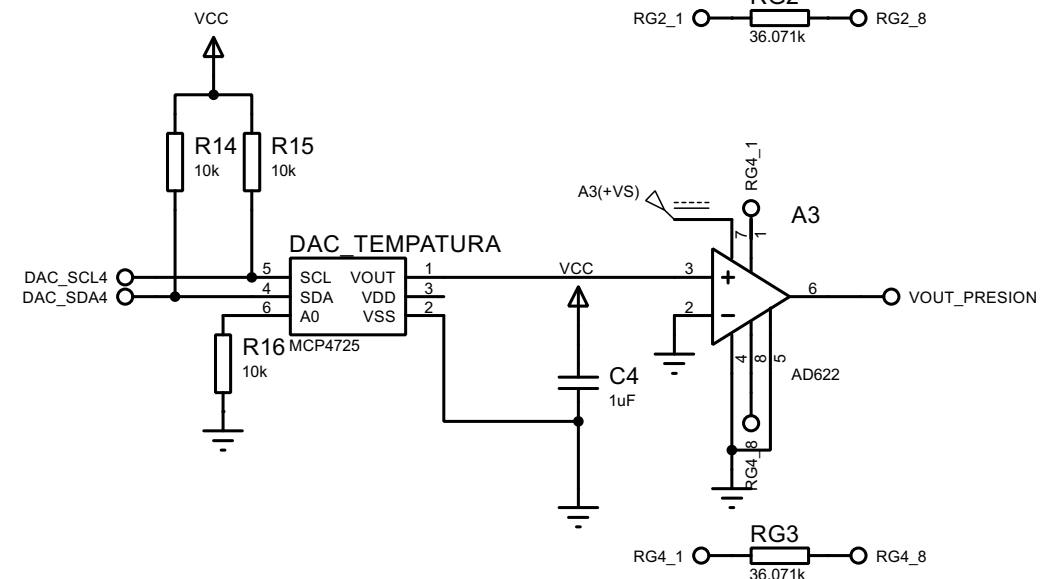 RG2
RG2_1
RG2_8
36.071k
VCC
R14
10k
R15
10k
A3(+VS)
RG4_1
A3
7
1
DAC_TEMPATURA
DAC_SCL4
5
SCL
VOUT
1
VCC
3
DAC_SDA4
4
SDA
VDD
3
6
VOUT_PRESION
6
A0
VSS
2
2
R16
10k
MCP4725
4
8
5
AD622
C4
1uF
RG4_8
RG3
RG4_1
RG4_8
36.071k